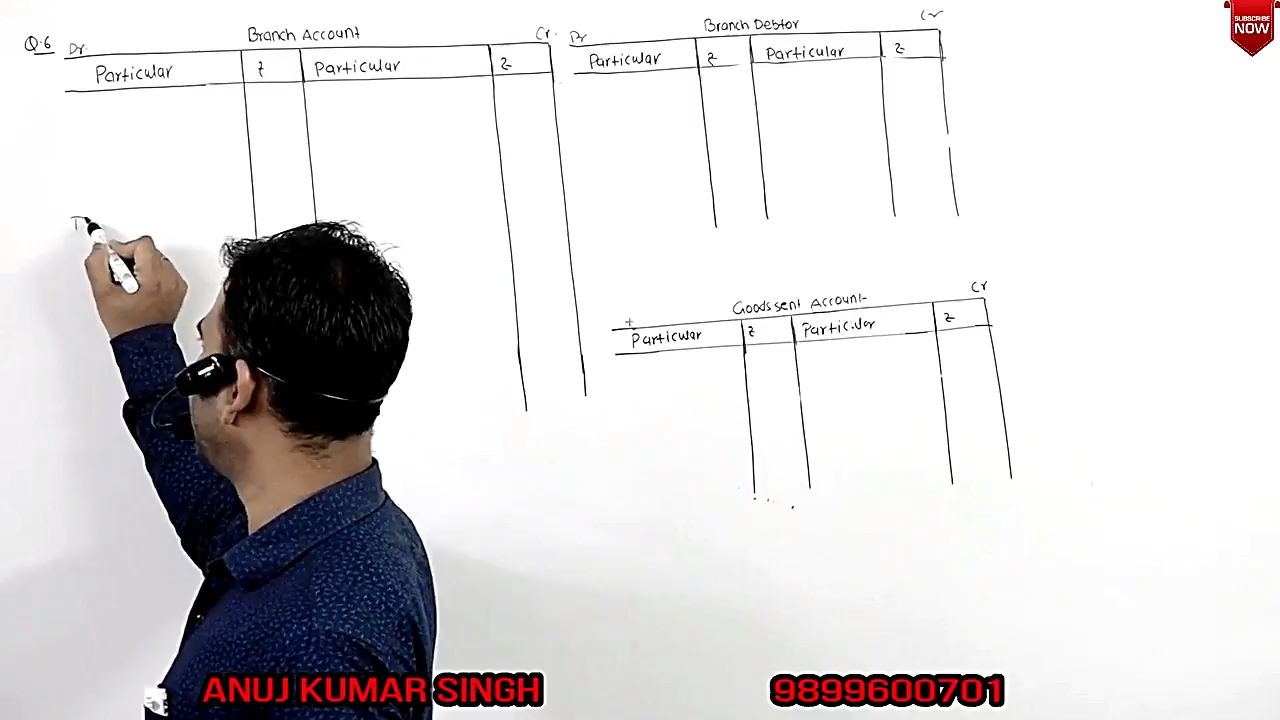 Q.6
Branch Account
Dr. Cr.
Particular ₹ Particular ₹
Branch Debtor
Dr Cr
Particular ₹ Particular ₹
Goods sent Account
Cr
Particular ₹ Particular ₹
SUBSCRIBE
NOW
ANUJ KUMAR SINGH
9899600701